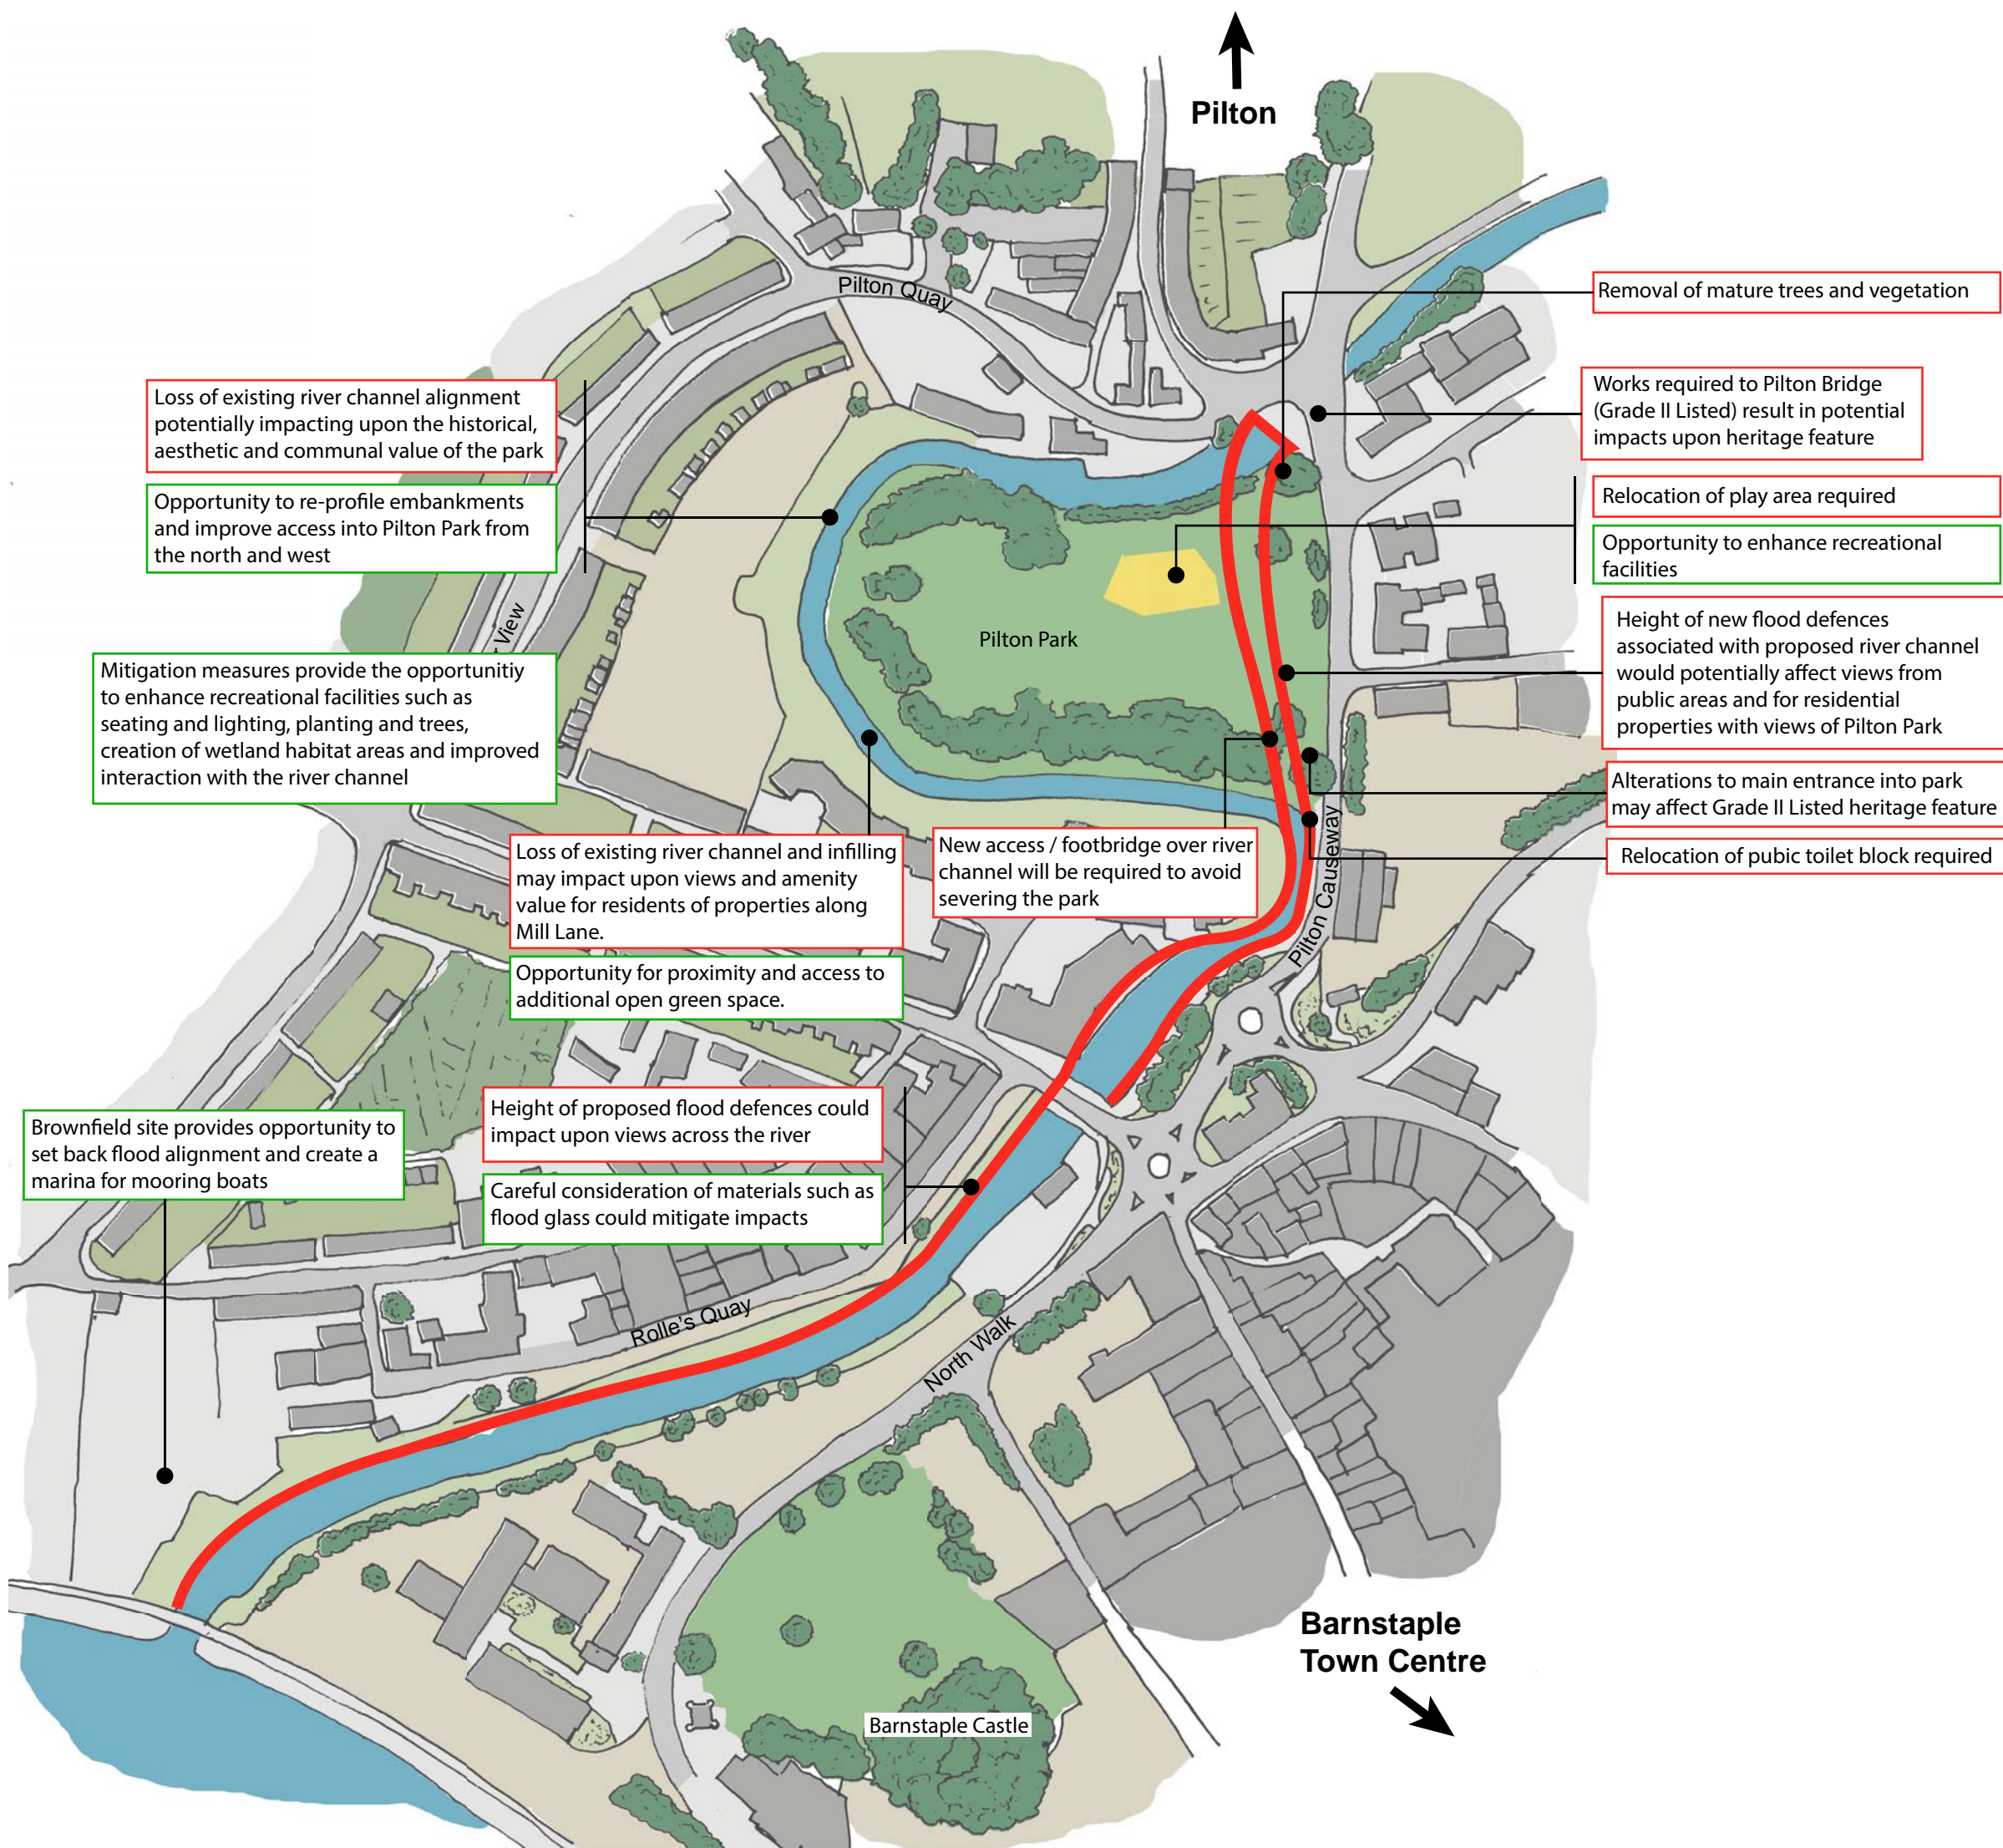 Pilton
Pilton Quay
Removal of mature trees and vegetation
Works required to Pilton Bridge
(Grade II Listed) result in potential
impacts upon heritage feature
Loss of existing river channel alignment
potentially impacting upon the historical,
aesthetic and communal value of the park
Opportunity to re-profile embankments
and improve access into Pilton Park from
the north and west
Relocation of play area required
Opportunity to enhance recreational
facilities
View
Pilton Park
Height of new flood defences
associated with proposed river channel
would potentially affect views from
public areas and for residential
properties with views of Pilton Park
Mitigation measures provide the opportunitiy
to enhance recreational facilities such as
seating and lighting, planting and trees,
creation of wetland habitat areas and improved
interaction with the river channel
Alterations to main entrance into park
may affect Grade II Listed heritage feature
Relocation of pubic toilet block required
Loss of existing river channel and infilling
may impact upon views and amenity
value for residents of properties along
Mill Lane.
Opportunity for proximity and access to
additional open green space.
New access / footbridge over river
channel will be required to avoid
severing the park
Pilton Causeway
Height of proposed flood defences could
impact upon views across the river
Careful consideration of materials such as
flood glass could mitigate impacts
Brownfield site provides opportunity to
set back flood alignment and create a
marina for mooring boats
Rolle's Quay
North Walk
Barnstaple
Town Centre
Barnstaple Castle